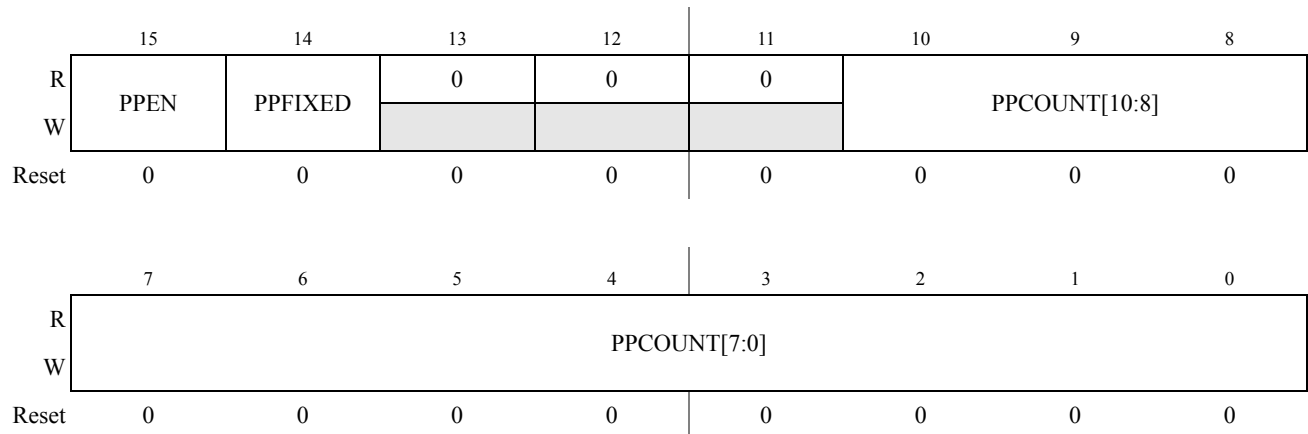 15 14 13 12 11 10 9 8
R PPEN PPFIXED 0 0 0 PPCOUNT[10:8]
W
Reset 0 0 0 0 0 0 0 0
7 6 5 4 3 2 1 0
R PPCOUNT[7:0]
W
Reset 0 0 0 0 0 0 0 0